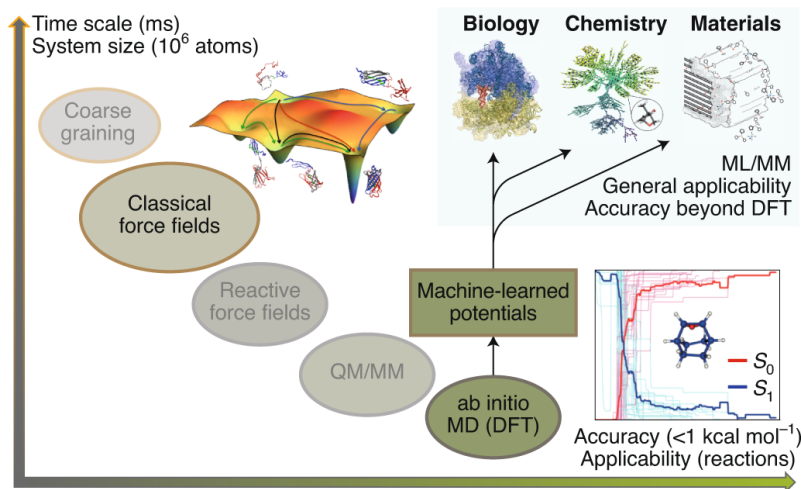 Time scale (ms)
System size (10⁶ atoms)
Biology
Chemistry
Materials
Coarse
graining
Classical
force fields
Reactive
force fields
QM/MM
ML/MM
General applicability
Accuracy beyond DFT
Machine-learned
potentials
ab initio
MD (DFT)
S₀
S₁
Accuracy (<1 kcal mol⁻¹)
Applicability (reactions)